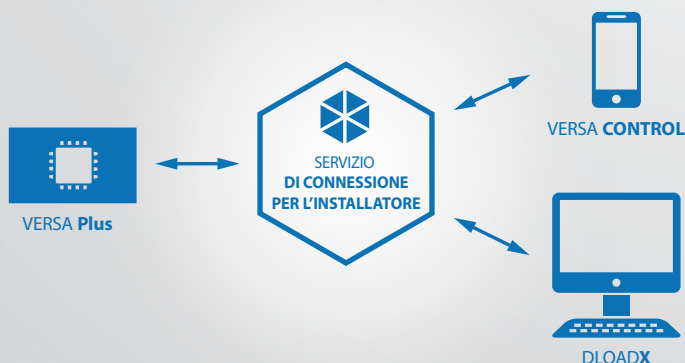 VERSA Plus
SERVIZIO
DI CONNESSIONE
PER L'INSTALLATORE
VERSA CONTROL
DLOADX